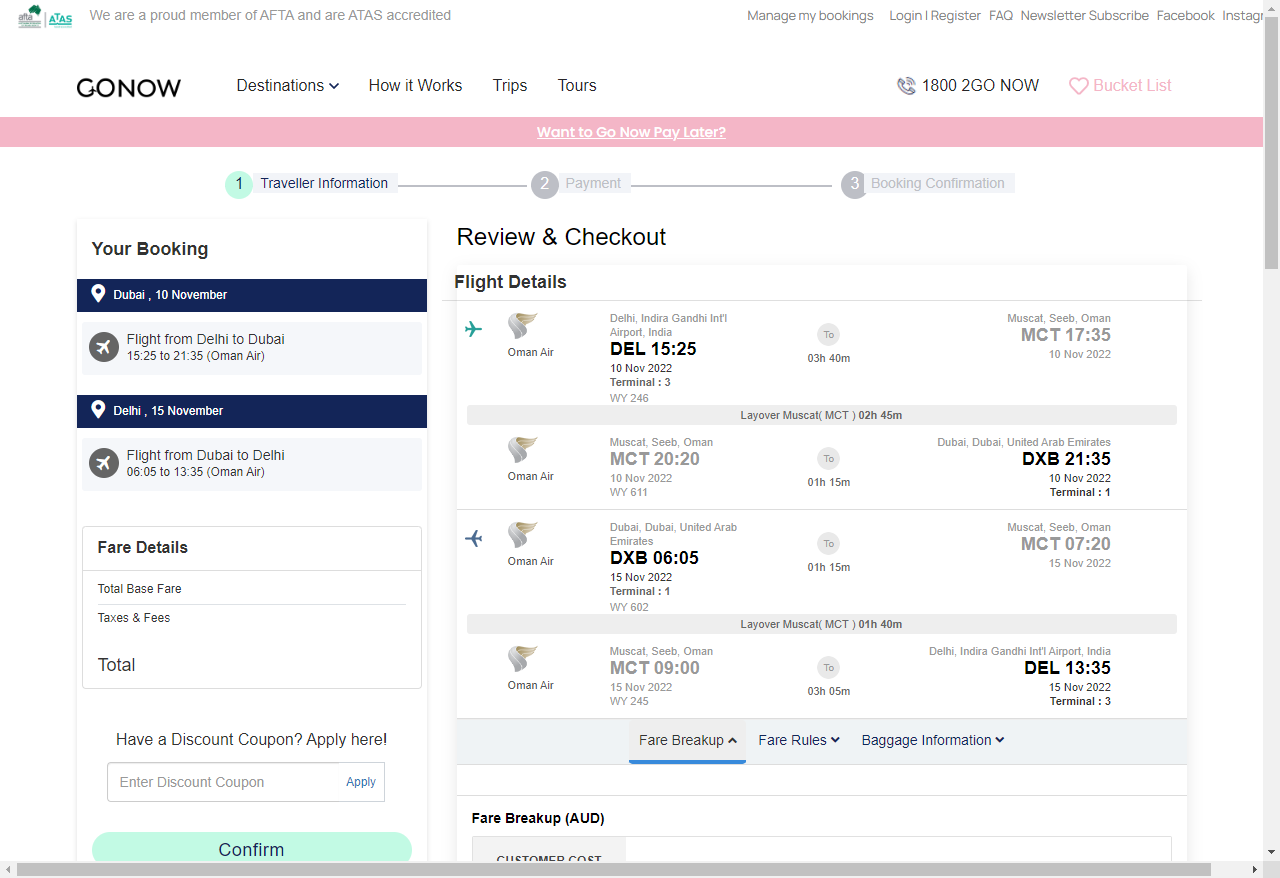 We are a proud member of AFTA and are ATAS accredited
afta ATAS
Manage my bookings Login | Register FAQ Newsletter Subscribe Facebook Instagr
GONOW
Destinations How it Works Trips Tours
1800 2GO NOW Bucket List
Want to Go Now Pay Later?
1 Traveller Information 2 Payment 3 Booking Confirmation
Your Booking
Dubai , 10 November
Flight from Delhi to Dubai
15:25 to 21:35 (Oman Air)
Delhi , 15 November
Flight from Dubai to Delhi
06:05 to 13:35 (Oman Air)
Fare Details
Total Base Fare
Taxes & Fees
Total
Have a Discount Coupon? Apply here!
Enter Discount Coupon Apply
Confirm
Review & Checkout
Flight Details
Oman Air
Delhi, Indira Gandhi Int'l
Airport, India
DEL 15:25
10 Nov 2022
Terminal : 3
WY 246
To
03h 40m
Muscat, Seeb, Oman
MCT 17:35
10 Nov 2022
Layover Muscat( MCT ) 02h 45m
Oman Air
Muscat, Seeb, Oman
MCT 20:20
10 Nov 2022
WY 611
To
01h 15m
Dubai, Dubai, United Arab Emirates
DXB 21:35
10 Nov 2022
Terminal : 1
Oman Air
Dubai, Dubai, United Arab
Emirates
DXB 06:05
15 Nov 2022
Terminal : 1
WY 602
To
01h 15m
Muscat, Seeb, Oman
MCT 07:20
15 Nov 2022
Layover Muscat( MCT ) 01h 40m
Oman Air
Muscat, Seeb, Oman
MCT 09:00
15 Nov 2022
WY 245
To
03h 05m
Delhi, Indira Gandhi Int'l Airport, India
DEL 13:35
15 Nov 2022
Terminal : 3
Fare Breakup Fare Rules Baggage Information
Fare Breakup (AUD)
CUSTOMER COST